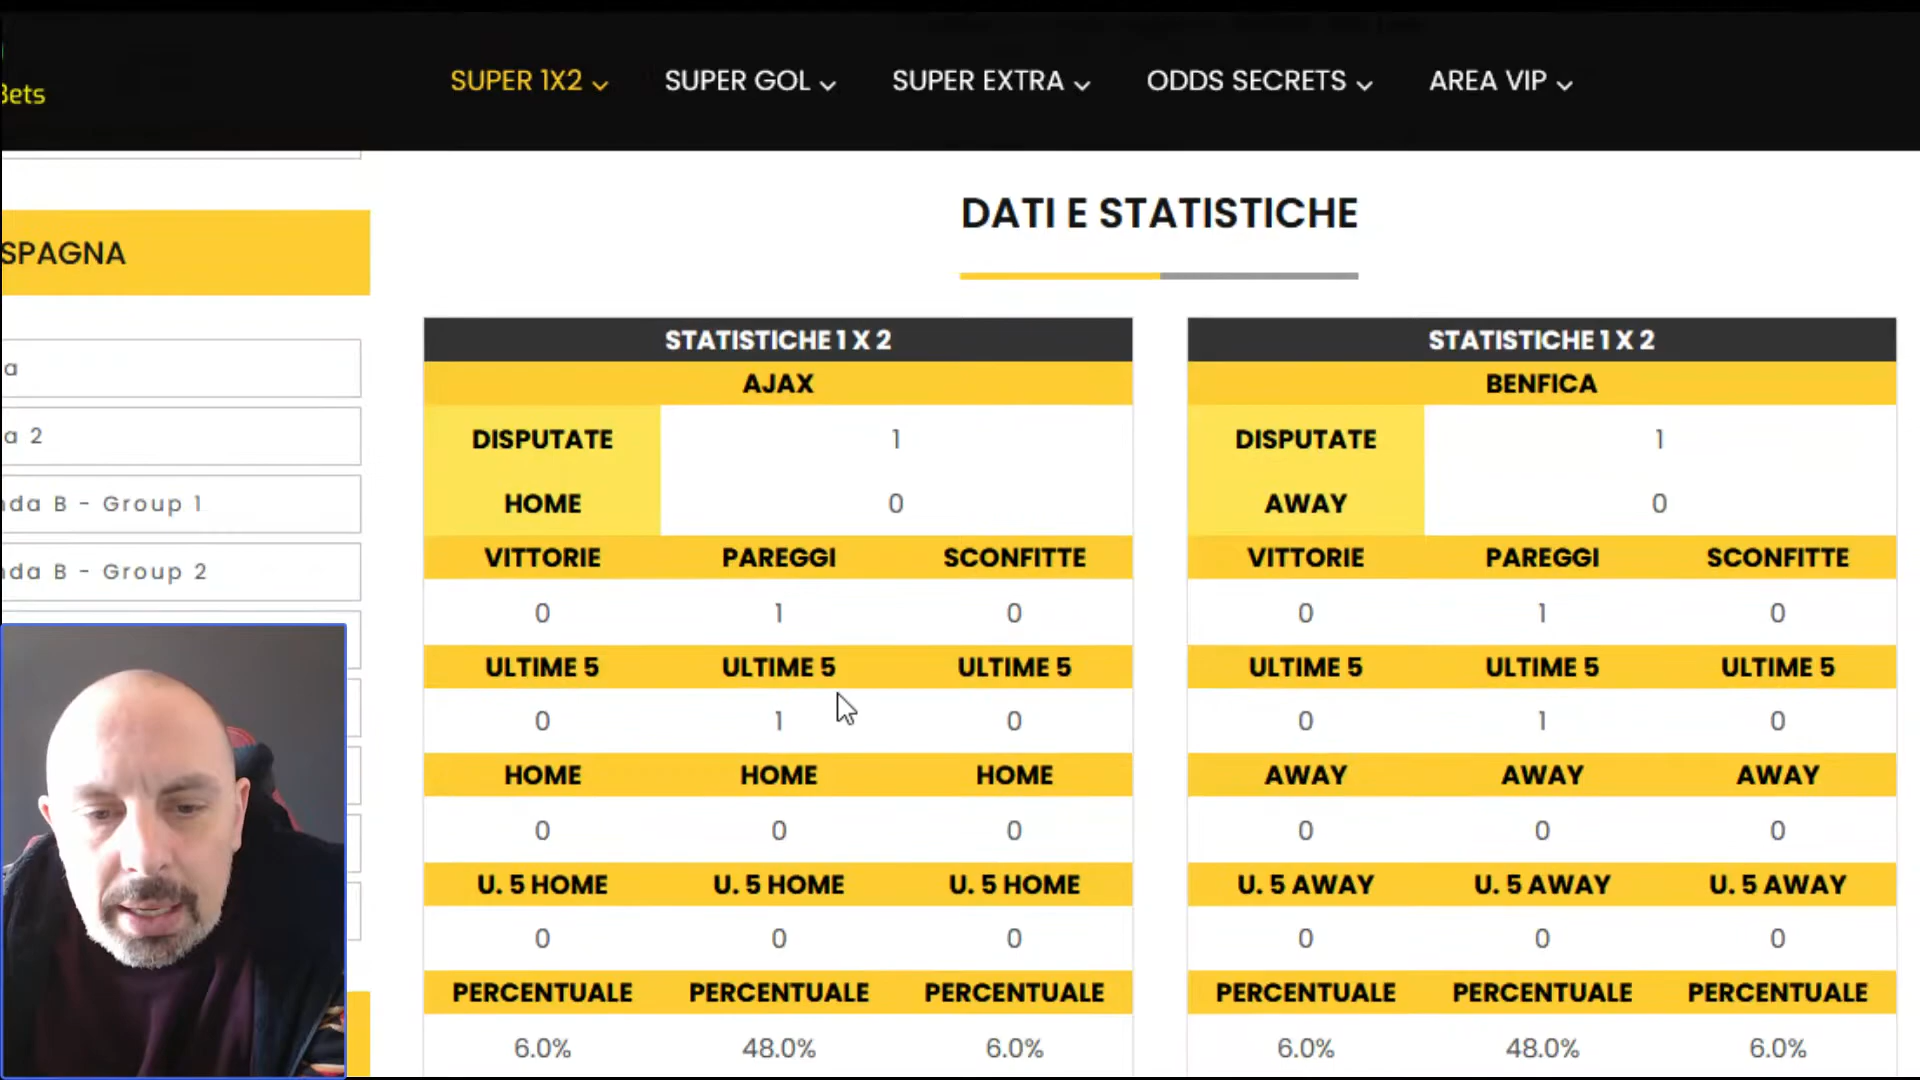 Bets
SUPER 1X2 SUPER GOL SUPER EXTRA ODDS SECRETS AREA VIP
DATI E STATISTICHE
SPAGNA
a
a 2
nda B - Group 1
nda B - Group 2
STATISTICHE 1 X 2
AJAX
DISPUTATE 1
HOME 0
VITTORIE PAREGGI SCONFITTE
0 1 0
ULTIME 5 ULTIME 5 ULTIME 5
0 1 0
HOME HOME HOME
0 0 0
U. 5 HOME U. 5 HOME U. 5 HOME
0 0 0
PERCENTUALE PERCENTUALE PERCENTUALE
6.0% 48.0% 6.0%
STATISTICHE 1 X 2
BENFICA
DISPUTATE 1
AWAY 0
VITTORIE PAREGGI SCONFITTE
0 1 0
ULTIME 5 ULTIME 5 ULTIME 5
0 1 0
AWAY AWAY AWAY
0 0 0
U. 5 AWAY U. 5 AWAY U. 5 AWAY
0 0 0
PERCENTUALE PERCENTUALE PERCENTUALE
6.0% 48.0% 6.0%